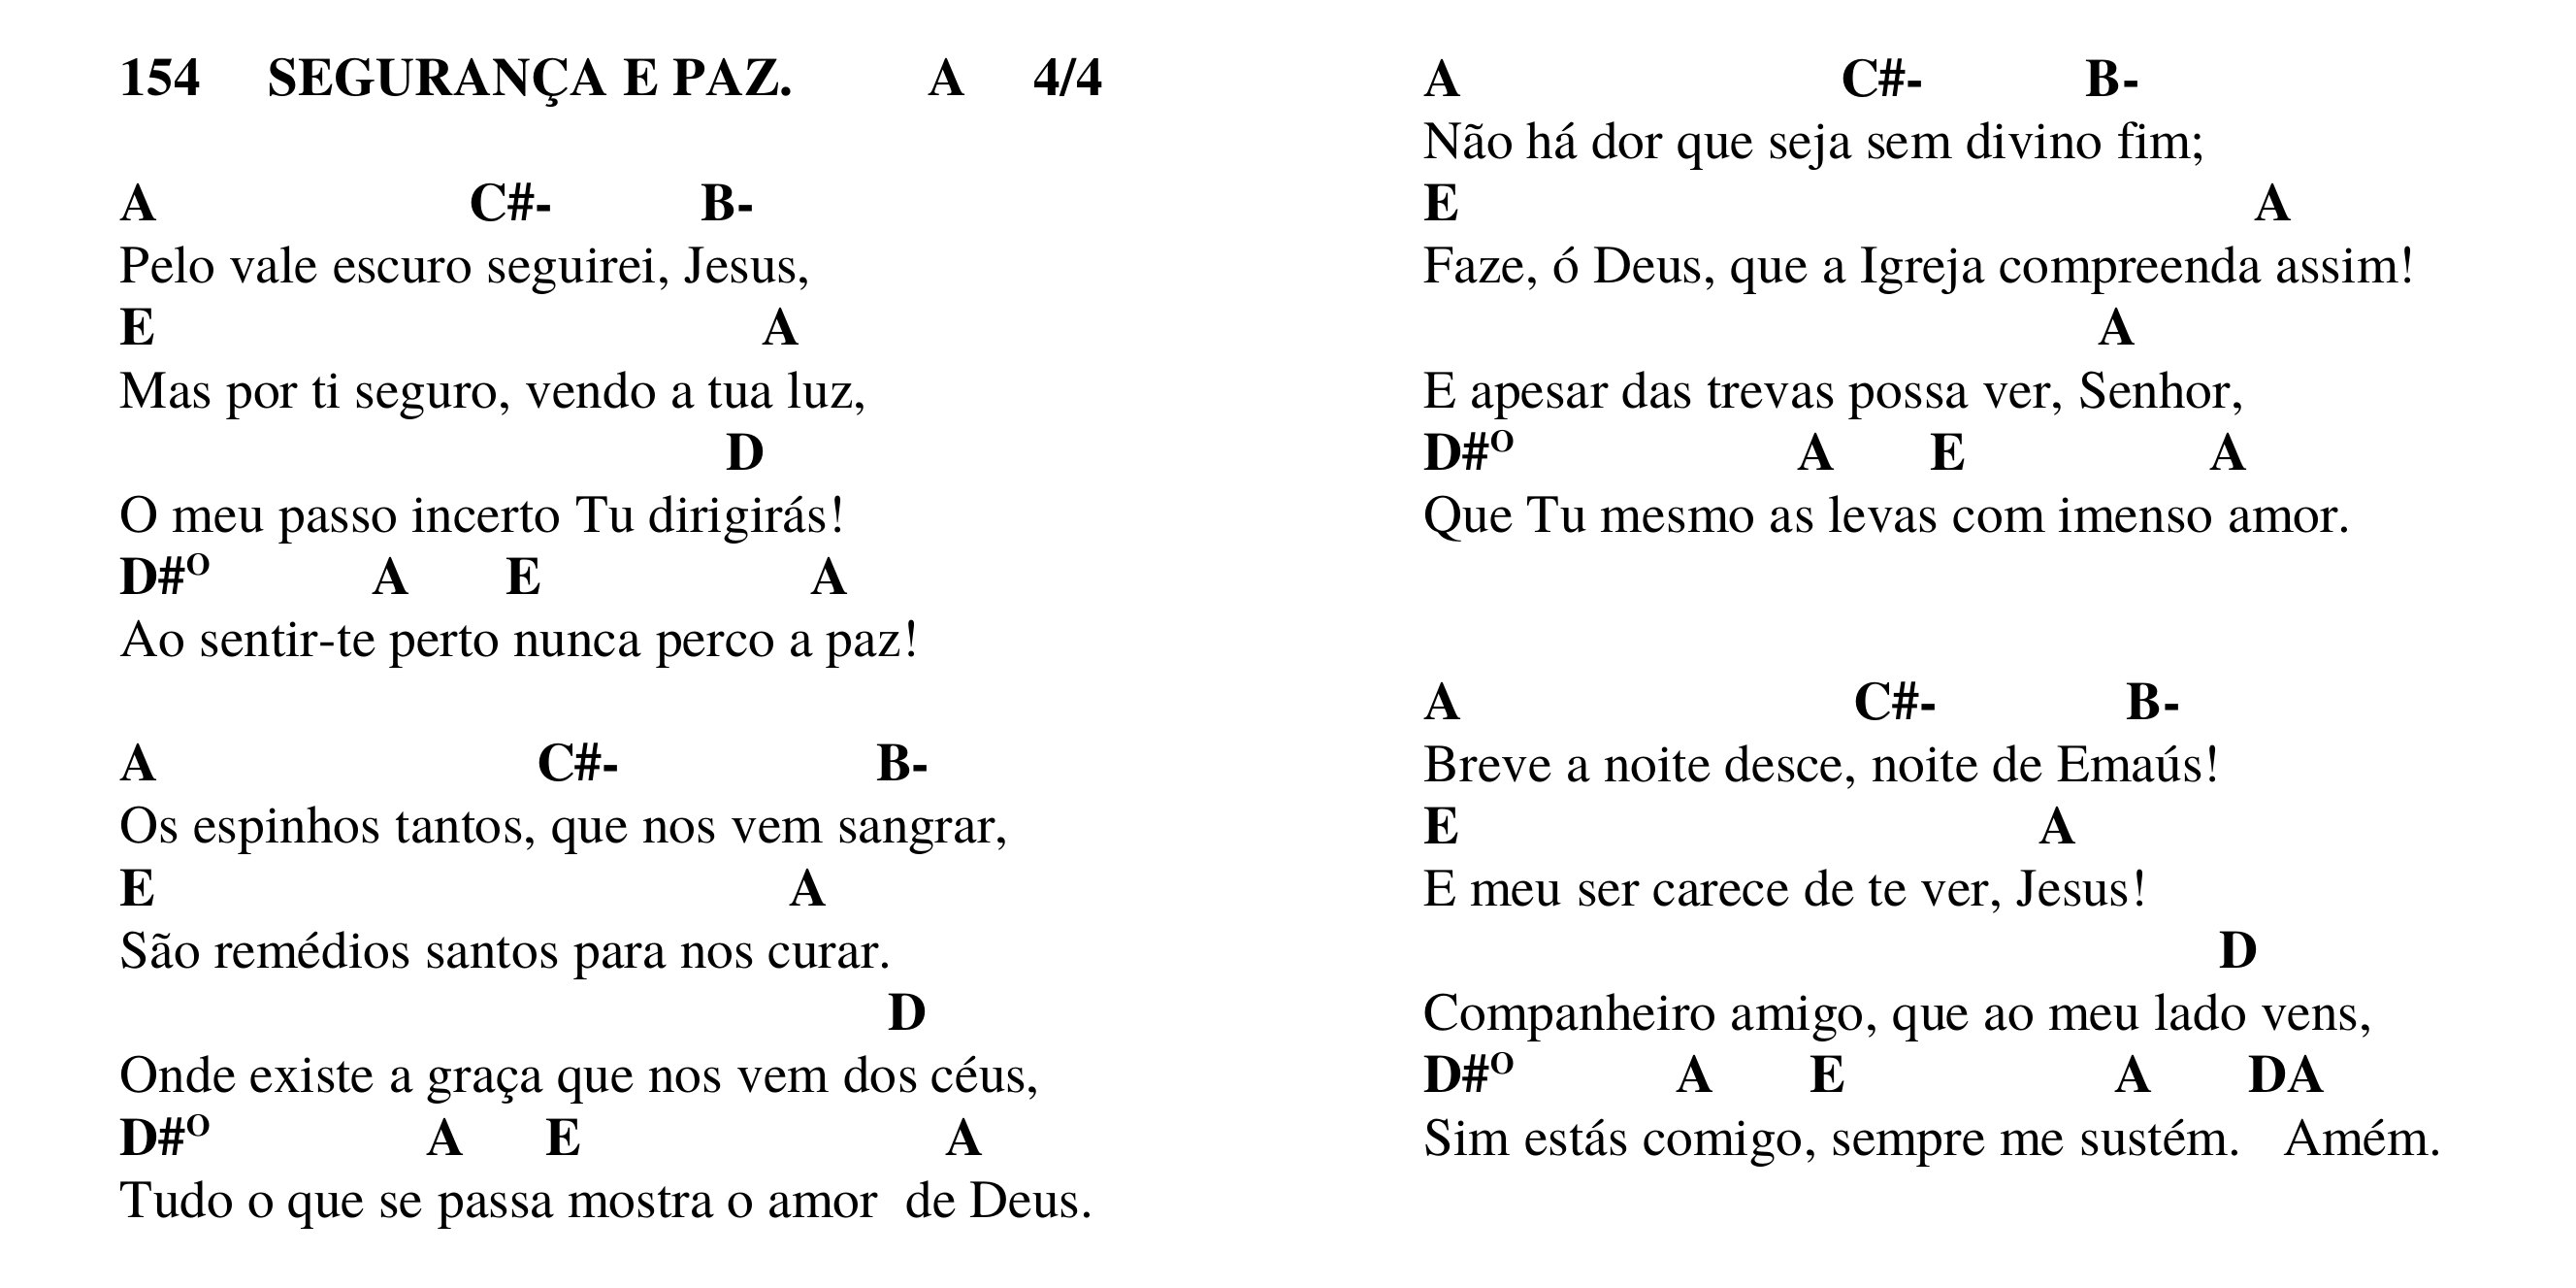 154 SEGURANÇA E PAZ. A 4/4
A C#- B-
Pelo vale escuro seguirei, Jesus,
E A
Mas por ti seguro, vendo a tua luz,
D
O meu passo incerto Tu dirigirás!
D#º A E A
Ao sentir-te perto nunca perco a paz!
A C#- B-
Os espinhos tantos, que nos vem sangrar,
E A
São remédios santos para nos curar.
D
Onde existe a graça que nos vem dos céus,
D#º A E A
Tudo o que se passa mostra o amor de Deus.
A C#- B-
Não há dor que seja sem divino fim;
E A
Faze, ó Deus, que a Igreja compreenda assim!
A
E apesar das trevas possa ver, Senhor,
D#º A E A
Que Tu mesmo as levas com imenso amor.
A C#- B-
Breve a noite desce, noite de Emaús!
E A
E meu ser carece de te ver, Jesus!
D
Companheiro amigo, que ao meu lado vens,
D#º A E A DA
Sim estás comigo, sempre me sustém. Amém.